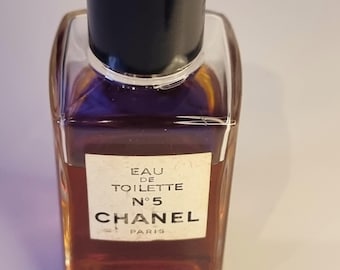 EAU
DE
TOILETTE
N°5
CHANEL
PARIS